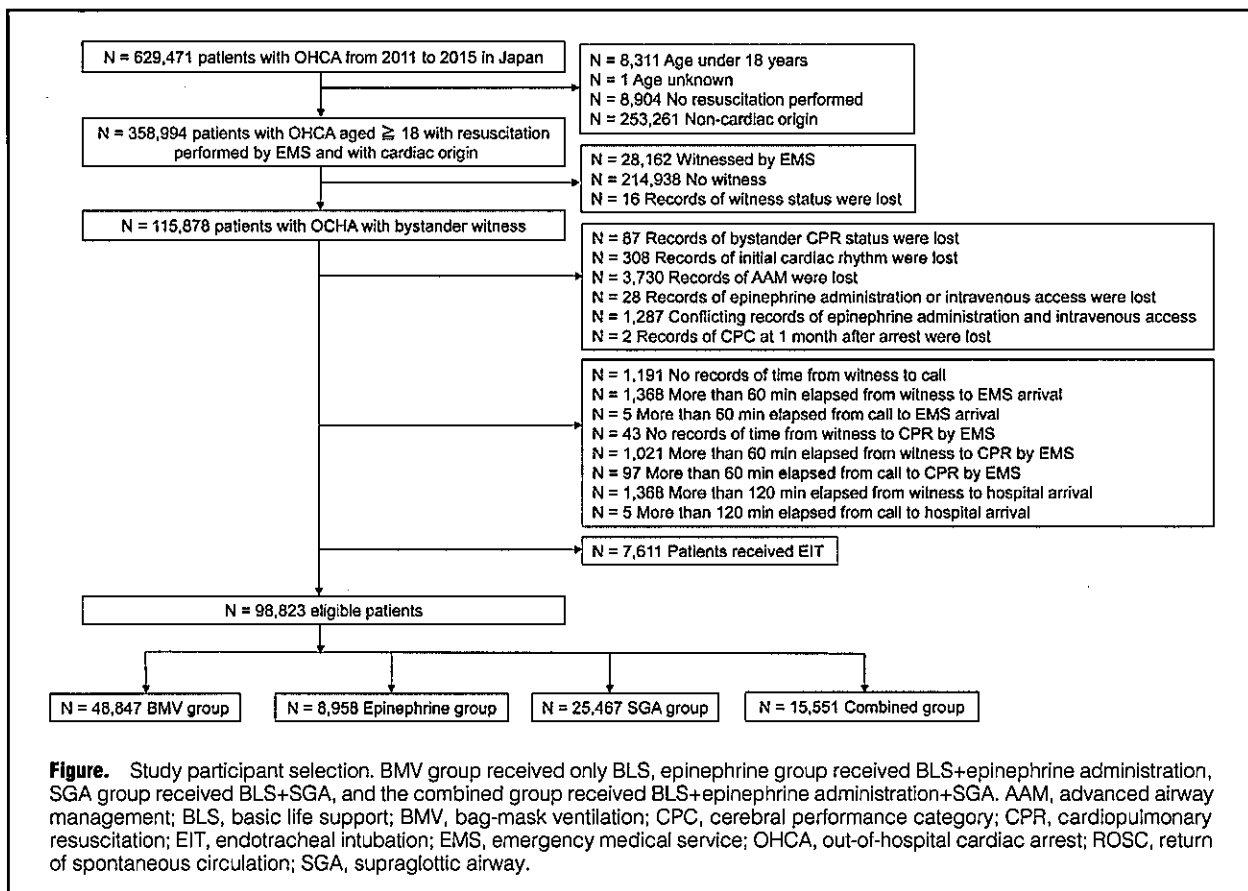 N = 629,471 patients with OHCA from 2011 to 2015 in Japan
N = 8,311 Age under 18 years
N = 1 Age unknown
N = 8,904 No resuscitation performed
N = 253,261 Non-cardiac origin
N = 358,994 patients with OHCA aged ≧ 18 with resuscitation
performed by EMS and with cardiac origin
N = 28,162 Witnessed by EMS
N = 214,938 No witness
N = 16 Records of witness status were lost
N = 115,878 patients with OCHA with bystander witness
N = 87 Records of bystander CPR status were lost
N = 308 Records of initial cardiac rhythm were lost
N = 3,730 Records of AAM were lost
N = 28 Records of epinephrine administration or intravenous access were lost
N = 1,287 Conflicting records of epinephrine administration and intravenous access
N = 2 Records of CPC at 1 month after arrest were lost
N = 1,191 No records of time from witness to call
N = 1,368 More than 60 min elapsed from witness to EMS arrival
N = 5 More than 60 min elapsed from call to EMS arrival
N = 43 No records of time from witness to CPR by EMS
N = 1,021 More than 60 min elapsed from witness to CPR by EMS
N = 97 More than 60 min elapsed from call to CPR by EMS
N = 1,368 More than 120 min elapsed from witness to hospital arrival
N = 5 More than 120 min elapsed from call to hospital arrival
N = 7,611 Patients received EIT
N = 98,823 eligible patients
N = 48,847 BMV group
N = 8,958 Epinephrine group
N = 25,467 SGA group
N = 15,551 Combined group
Figure. Study participant selection. BMV group received only BLS, epinephrine group received BLS+epinephrine administration,
SGA group received BLS+SGA, and the combined group received BLS+epinephrine administration+SGA. AAM, advanced airway
management; BLS, basic life support; BMV, bag-mask ventilation; CPC, cerebral performance category; CPR, cardiopulmonary
resuscitation; EIT, endotracheal intubation; EMS, emergency medical service; OHCA, out-of-hospital cardiac arrest; ROSC, return
of spontaneous circulation; SGA, supraglottic airway.